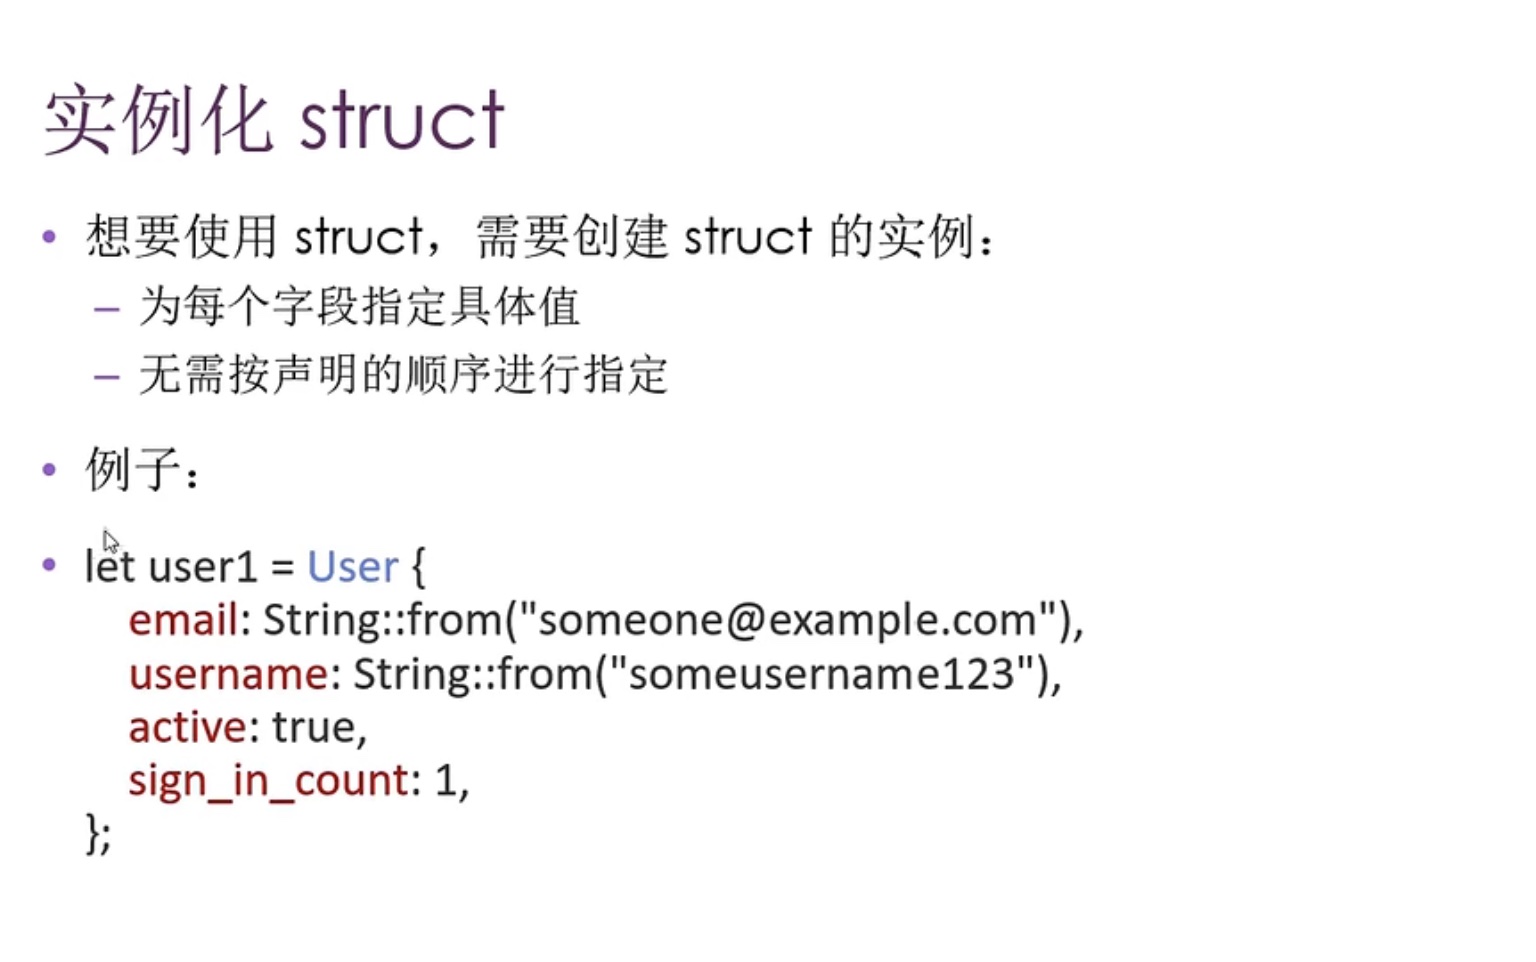 实例化 struct
• 想要使用 struct，需要创建 struct 的实例：
– 为每个字段指定具体值
– 无需按声明的顺序进行指定
• 例子：
• let user1 = User {
email: String::from("someone@example.com"),
username: String::from("someusername123"),
active: true,
sign_in_count: 1,
};